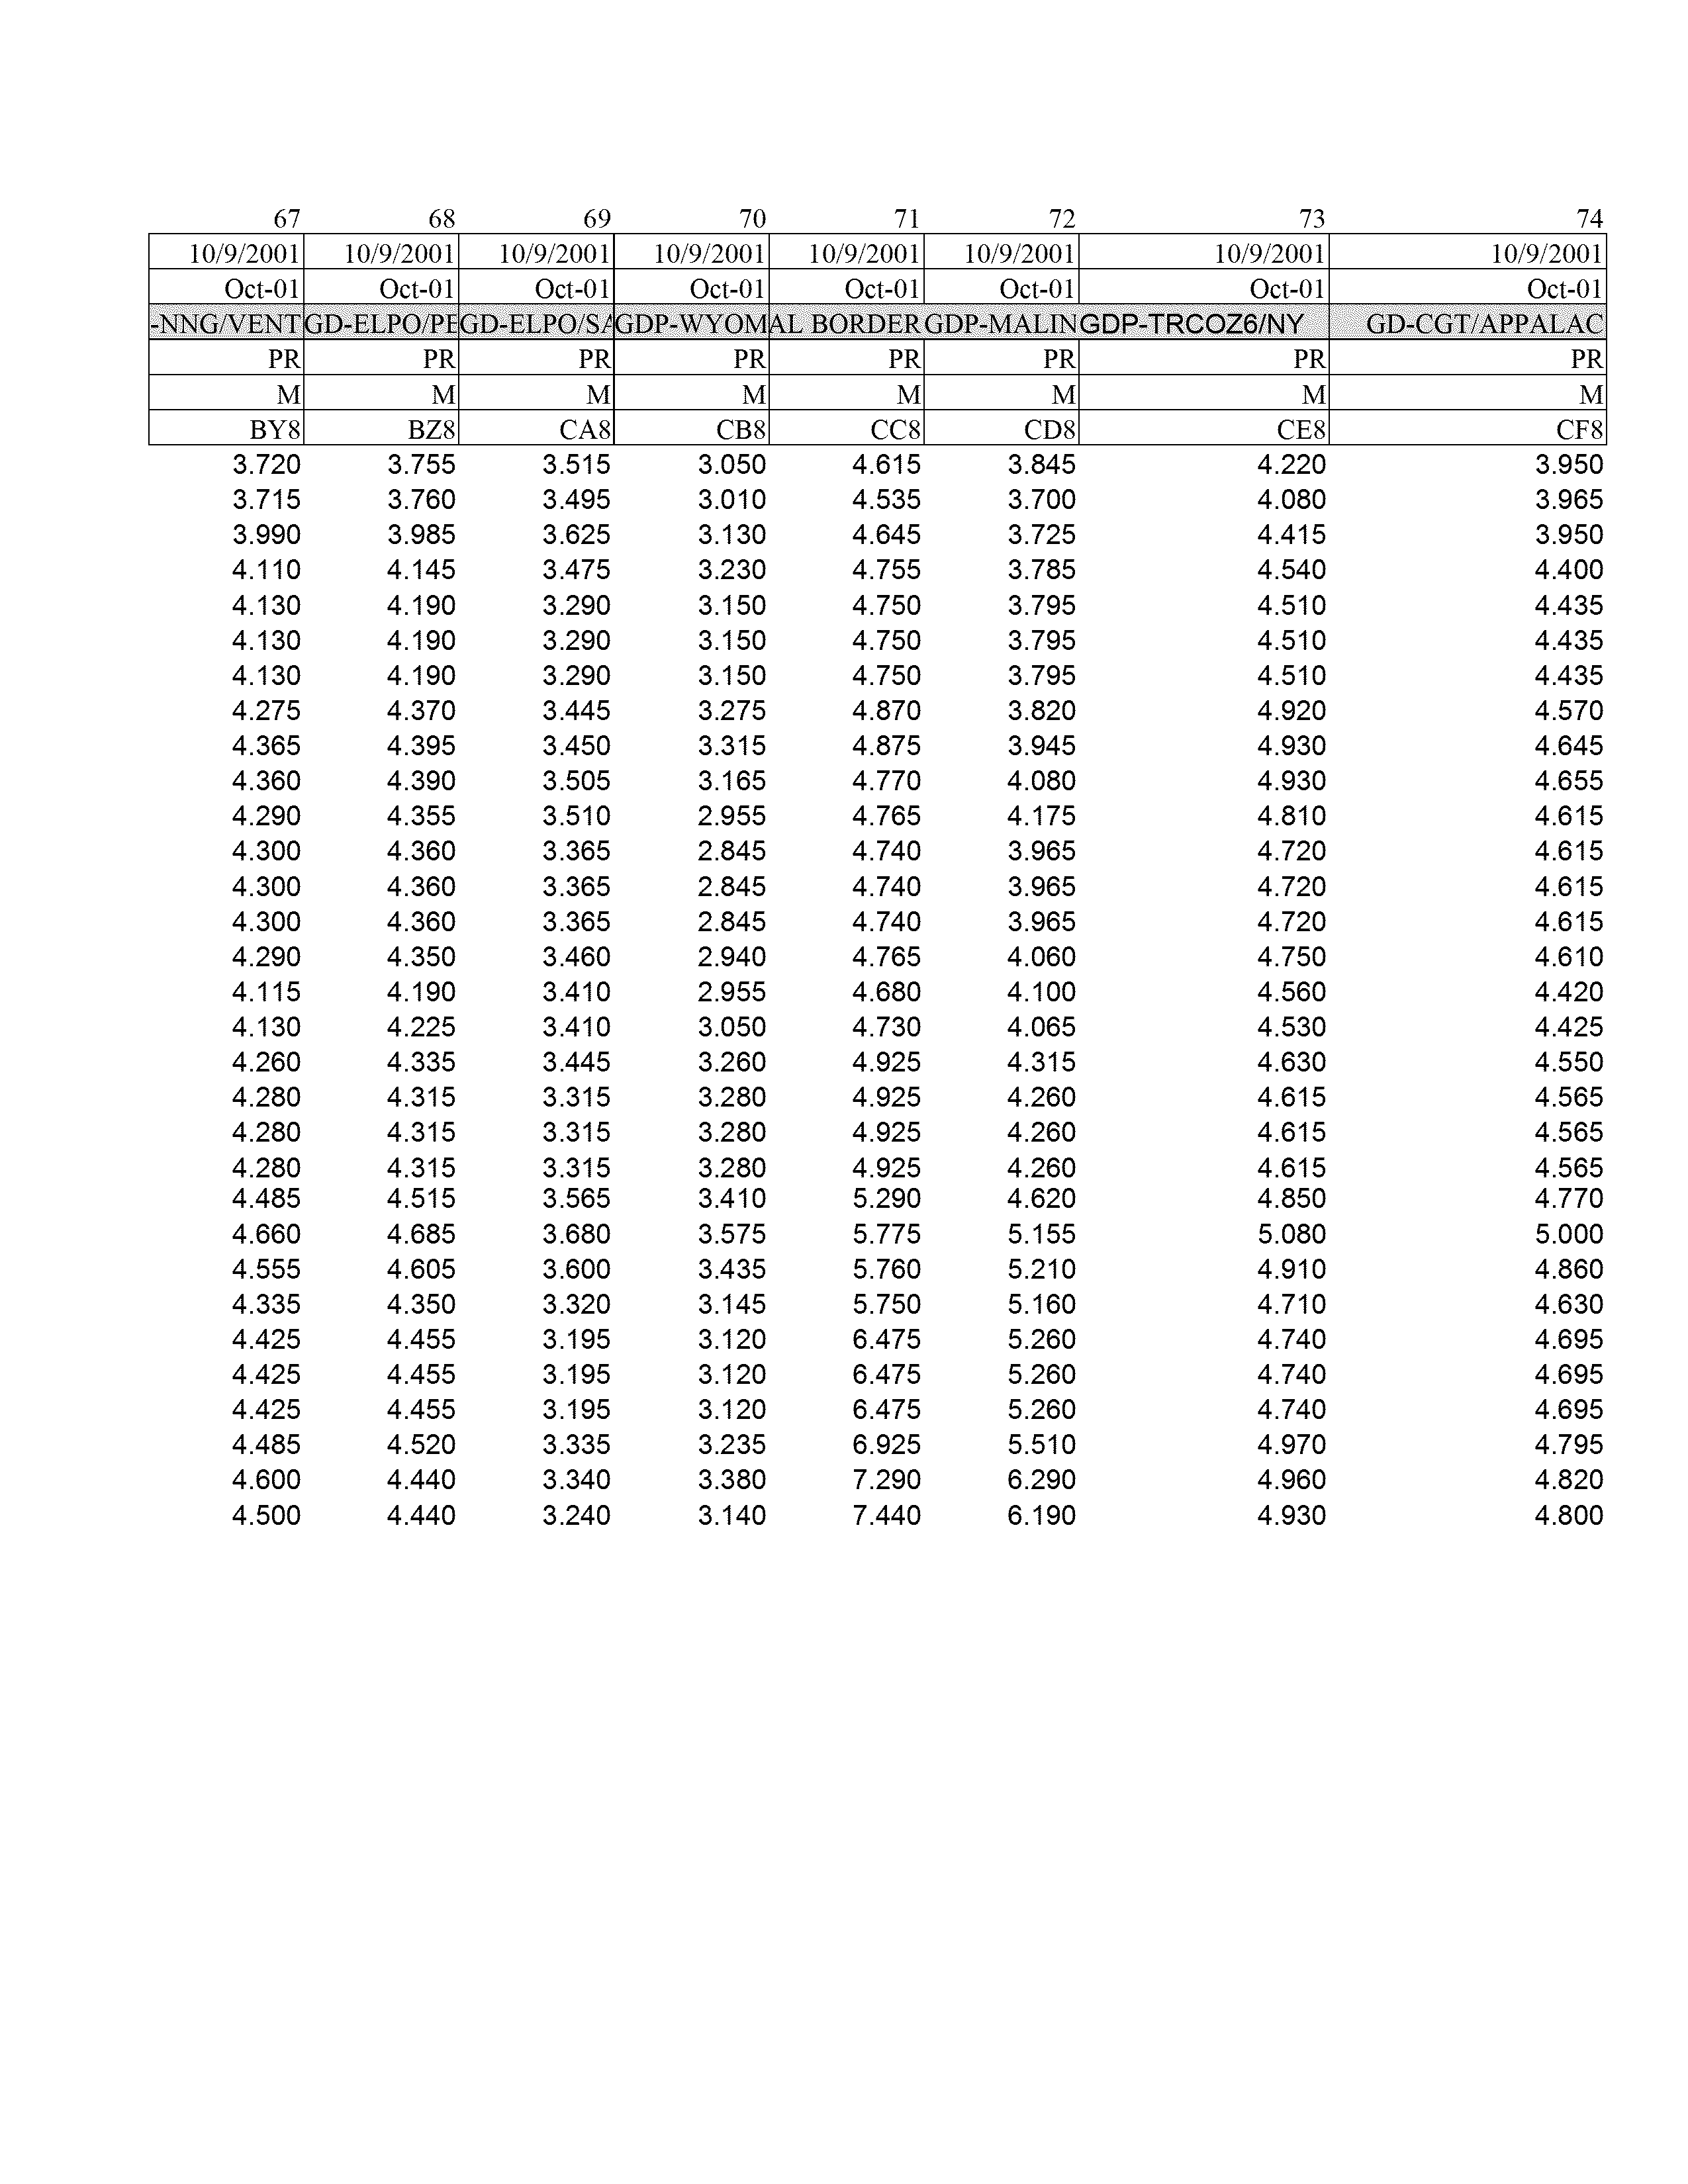 67 68 69 70 71 72 73 74
10/9/2001 10/9/2001 10/9/2001 10/9/2001 10/9/2001 10/9/2001 10/9/2001 10/9/2001
Oct-01 Oct-01 Oct-01 Oct-01 Oct-01 Oct-01 Oct-01 Oct-01
-NNG/VENT GD-ELPO/PE GD-ELPO/SA GDP-WYOM AL BORDER GDP-MALIN GDP-TRCOZ6/NY GD-CGT/APPALAC
PR PR PR PR PR PR PR PR
M M M M M M M M
BY8 BZ8 CA8 CB8 CC8 CD8 CE8 CF8
3.720 3.755 3.515 3.050 4.615 3.845 4.220 3.950
3.715 3.760 3.495 3.010 4.535 3.700 4.080 3.965
3.990 3.985 3.625 3.130 4.645 3.725 4.415 3.950
4.110 4.145 3.475 3.230 4.755 3.785 4.540 4.400
4.130 4.190 3.290 3.150 4.750 3.795 4.510 4.435
4.130 4.190 3.290 3.150 4.750 3.795 4.510 4.435
4.130 4.190 3.290 3.150 4.750 3.795 4.510 4.435
4.275 4.370 3.445 3.275 4.870 3.820 4.920 4.570
4.365 4.395 3.450 3.315 4.875 3.945 4.930 4.645
4.360 4.390 3.505 3.165 4.770 4.080 4.930 4.655
4.290 4.355 3.510 2.955 4.765 4.175 4.810 4.615
4.300 4.360 3.365 2.845 4.740 3.965 4.720 4.615
4.300 4.360 3.365 2.845 4.740 3.965 4.720 4.615
4.300 4.360 3.365 2.845 4.740 3.965 4.720 4.615
4.290 4.350 3.460 2.940 4.765 4.060 4.750 4.610
4.115 4.190 3.410 2.955 4.680 4.100 4.560 4.420
4.130 4.225 3.410 3.050 4.730 4.065 4.530 4.425
4.260 4.335 3.445 3.260 4.925 4.315 4.630 4.550
4.280 4.315 3.315 3.280 4.925 4.260 4.615 4.565
4.280 4.315 3.315 3.280 4.925 4.260 4.615 4.565
4.280 4.315 3.315 3.280 4.925 4.260 4.615 4.565
4.485 4.515 3.565 3.410 5.290 4.620 4.850 4.770
4.660 4.685 3.680 3.575 5.775 5.155 5.080 5.000
4.555 4.605 3.600 3.435 5.760 5.210 4.910 4.860
4.335 4.350 3.320 3.145 5.750 5.160 4.710 4.630
4.425 4.455 3.195 3.120 6.475 5.260 4.740 4.695
4.425 4.455 3.195 3.120 6.475 5.260 4.740 4.695
4.425 4.455 3.195 3.120 6.475 5.260 4.740 4.695
4.485 4.520 3.335 3.235 6.925 5.510 4.970 4.795
4.600 4.440 3.340 3.380 7.290 6.290 4.960 4.820
4.500 4.440 3.240 3.140 7.440 6.190 4.930 4.800